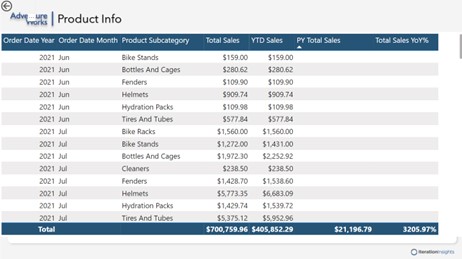 Adventure Works Product Info
Order Date Year Order Date Month Product Subcategory Total Sales YTD Sales PY Total Sales Total Sales YoY%
2021 Jun Bike Stands $159.00 $159.00
2021 Jun Bottles And Cages $280.62 $280.62
2021 Jun Fenders $109.90 $109.90
2021 Jun Helmets $909.74 $909.74
2021 Jun Hydration Packs $109.98 $109.98
2021 Jun Tires And Tubes $577.84 $577.84
2021 Jul Bike Racks $1,560.00 $1,560.00
2021 Jul Bike Stands $1,272.00 $1,431.00
2021 Jul Bottles And Cages $1,972.30 $2,252.92
2021 Jul Cleaners $238.50 $238.50
2021 Jul Fenders $1,428.70 $1,538.60
2021 Jul Helmets $5,773.35 $6,683.09
2021 Jul Hydration Packs $1,429.74 $1,539.72
2021 Jul Tires And Tubes $5,375.12 $5,952.96
Total $700,759.96 $405,852.29 $21,196.79 3205.97%
iterationinsights